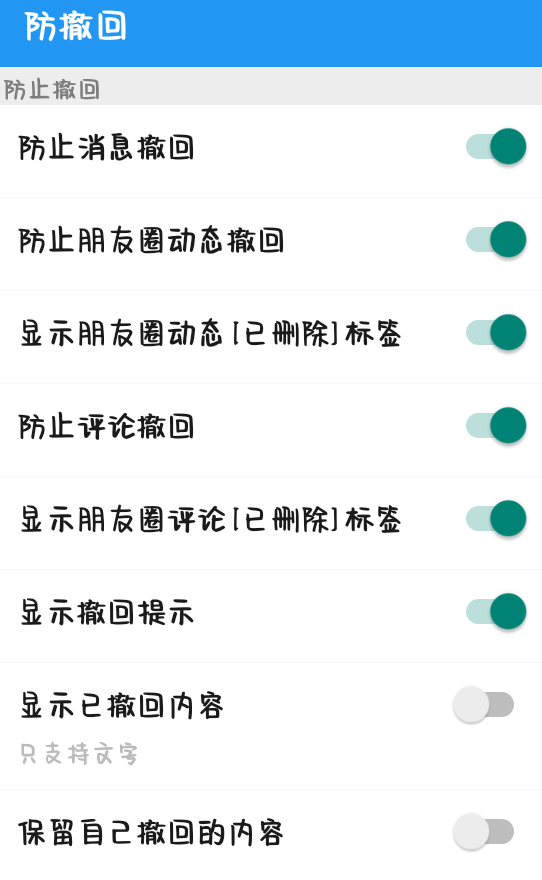 防撤回
防止撤回
防止消息撤回
防止朋友圈动态撤回
显示朋友圈动态[已删除]标签
防止评论撤回
显示朋友圈评论[已删除]标签
显示撤回提示
显示已撤回内容
只支持文字
保留自己撤回的内容